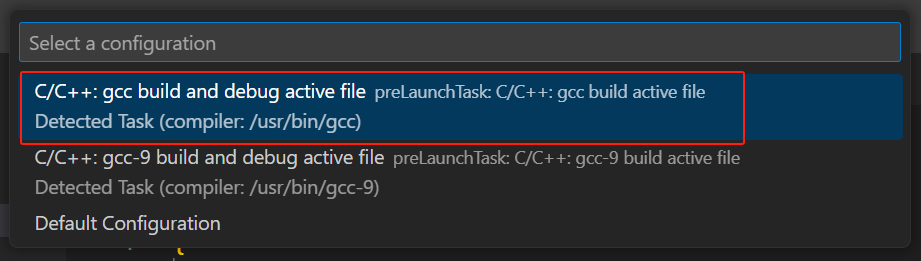 Select a configuration
C/C++: gcc build and debug active file preLaunchTask: C/C++: gcc build active file
Detected Task (compiler: /usr/bin/gcc)
C/C++: gcc-9 build and debug active file preLaunchTask: C/C++: gcc-9 build active file
Detected Task (compiler: /usr/bin/gcc-9)
Default Configuration